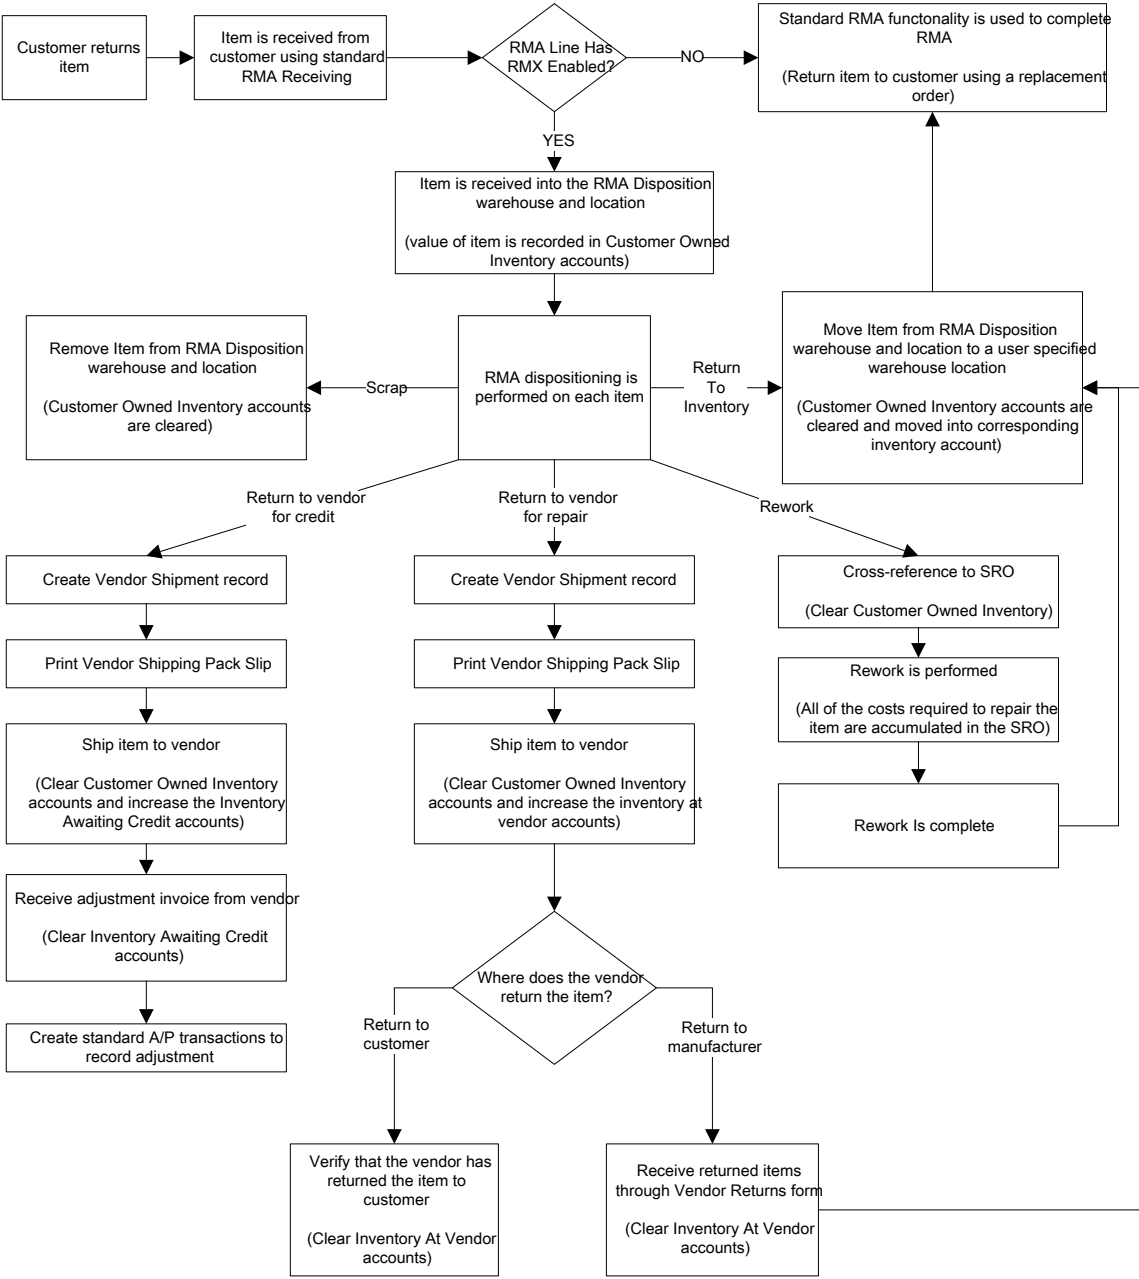 Customer returns
item
Item is received from
customer using standard
RMA Receiving
RMA Line Has
RMX Enabled?
NO
Standard RMA functonality is used to complete
RMA
(Return item to customer using a replacement
order)
YES
Item is received into the RMA Disposition
warehouse and location
(value of item is recorded in Customer Owned
Inventory accounts)
Remove Item from RMA Disposition
warehouse and location
(Customer Owned Inventory accounts
are cleared)
Scrap
RMA dispositioning is
performed on each item
Return
To
Inventory
Move Item from RMA Disposition
warehouse and location to a user specified
warehouse location
(Customer Owned Inventory accounts are
cleared and moved into corresponding
inventory account)
Return to vendor
for credit
Return to vendor
for repair
Rework
Create Vendor Shipment record
Print Vendor Shipping Pack Slip
Ship item to vendor
(Clear Customer Owned Inventory
accounts and increase the Inventory
Awaiting Credit accounts)
Receive adjustment invoice from vendor
(Clear Inventory Awaiting Credit
accounts)
Create standard A/P transactions to
record adjustment
Create Vendor Shipment record
Print Vendor Shipping Pack Slip
Ship item to vendor
(Clear Customer Owned Inventory
accounts and increase the inventory at
vendor accounts)
Cross-reference to SRO
(Clear Customer Owned Inventory)
Rework is performed
(All of the costs required to repair the
item are accumulated in the SRO)
Rework Is complete
Where does the vendor
return the item?
Return to
customer
Return to
manufacturer
Verify that the vendor has
returned the item to
customer
(Clear Inventory At Vendor
accounts)
Receive returned items
through Vendor Returns form
(Clear Inventory At Vendor
accounts)